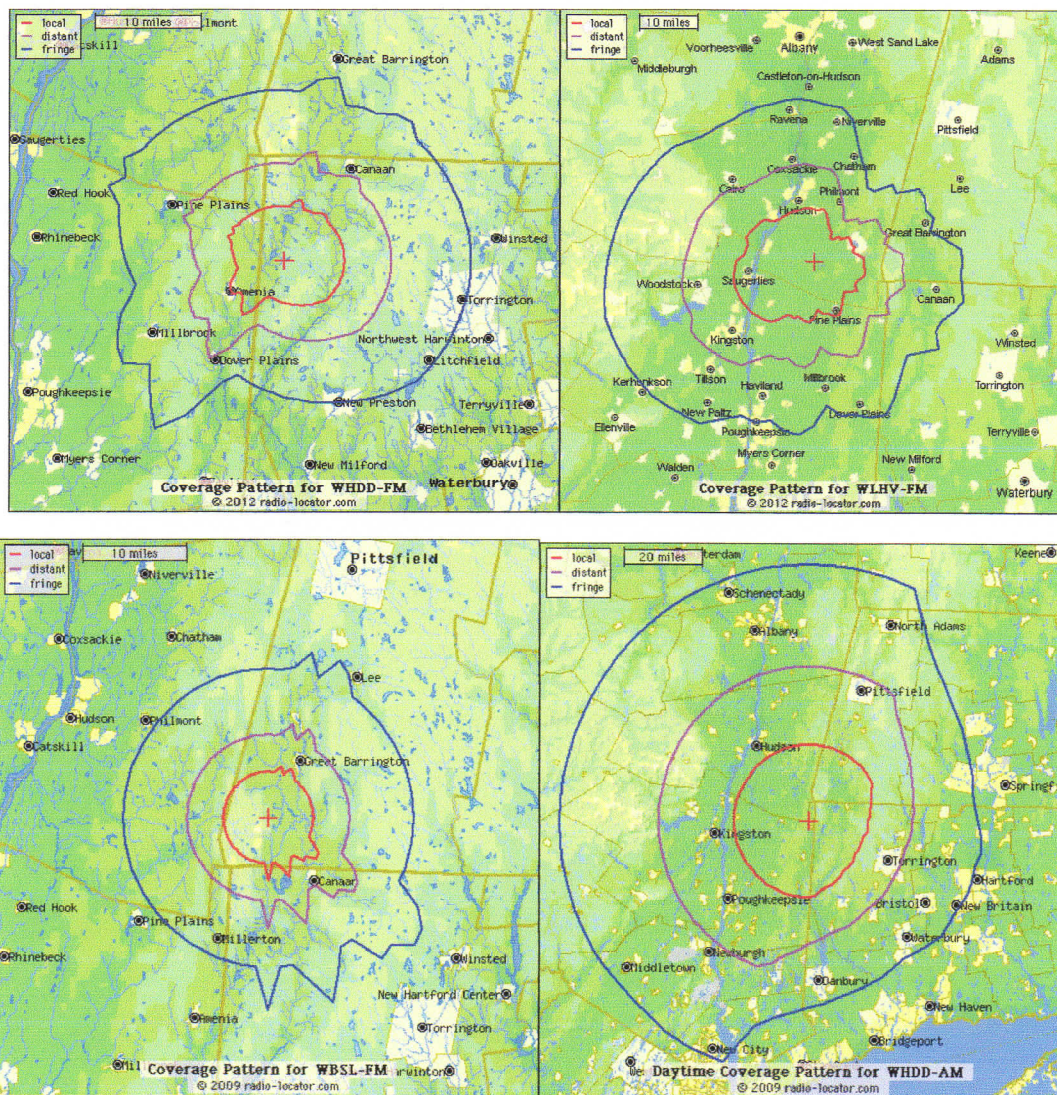 local
distant
fringe
10 miles
lmont
tskill
Great Barrington
Saugerties
Canaan
Red Hook
Pine Plains
Rhinebeck
Winsted
Amenia
Torrington
Millbrook
Northwest Harwinton
Dover Plains
Litchfield
Poughkeepsie
New Preston
Terryville
Bethlehem Village
Myers Corner
New Milford
Oakville
Waterbury
Coverage Pattern for WHDD-FM
© 2012 radio-locator.com
local
distant
fringe
10 miles
Voorheesville
Albany
West Sand Lake
Middleburgh
Adams
Castleton-on-Hudson
Ravena
Niverville
Pittsfield
Coxsackie
Chatham
Cairo
Philmont
Lee
Hudson
Great Barrington
Saugerties
Woodstock
Canaan
Pine Plains
Kingston
Winsted
Tillson
Millbrook
Kerhonkson
Haviland
Torrington
New Paltz
Dover Plains
Ellenville
Poughkeepsie
Terryville
Myers Corner
Walden
New Milford
Waterbury
Coverage Pattern for WLHV-FM
© 2012 radio-locator.com
local
distant
fringe
10 miles
Pittsfield
Niverville
Coxsackie
Chatham
Lee
Hudson
Philmont
Catskill
Great Barrington
Canaan
Red Hook
Pine Plains
Millerton
Rhinebeck
Winsted
New Hartford Center
Amenia
Torrington
Mil
rwinton
Coverage Pattern for WBSL-FM
© 2009 radio-locator.com
local
distant
fringe
20 miles
terdam
Keene
Schenectady
Albany
North Adams
Pittsfield
Hudson
Springf
Kingston
Torrington
Hartford
Poughkeepsie
Bristol
New Britain
Waterbury
Newburgh
Middletown
Danbury
New Haven
Bridgeport
New City
We
Daytime Coverage Pattern for WHDD-AM
© 2009 radio-locator.com